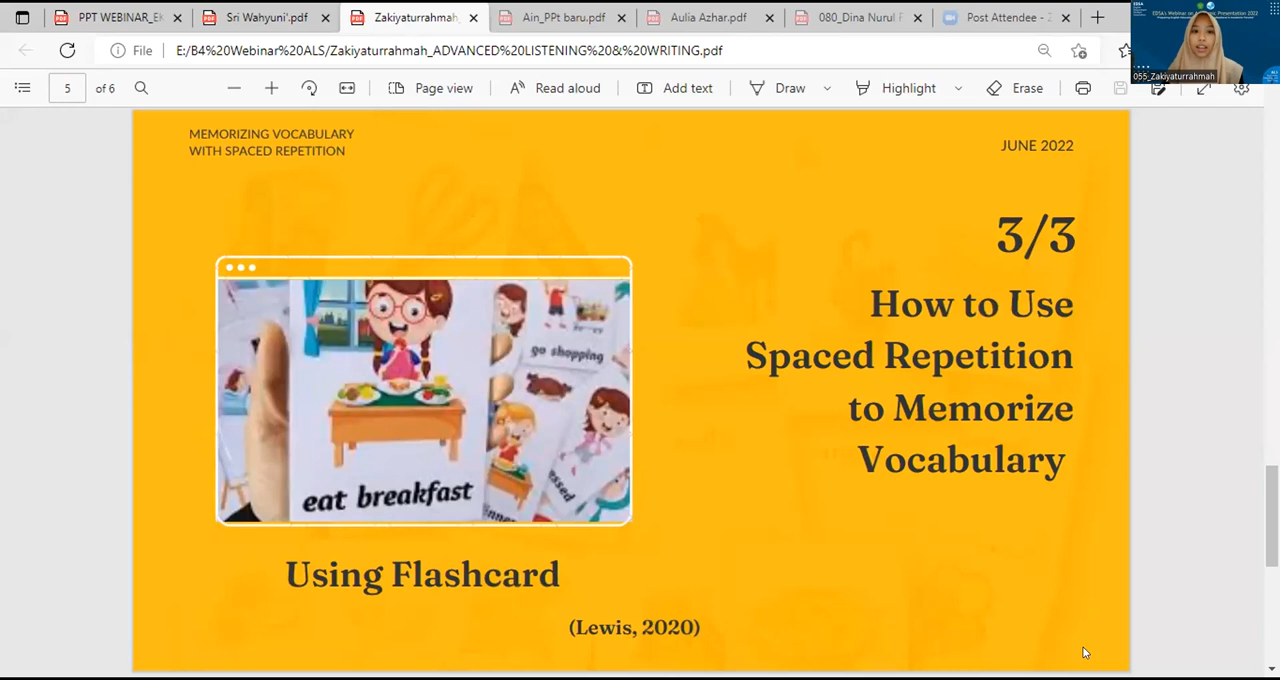 PPT WEBINAR_EK
Sri Wahyuni'.pdf
Zakiyaturrahmah,
Ain_PPt baru.pdf
Aulia Azhar.pdf
080_Dina Nurul F
Post Attendee - Z
File
E:/B4%20Webinar%20ALS/Zakiyaturrahmah_ADVANCED%20LISTENING%20&%20WRITING.pdf
055_Zakiyaturrahmah
5 of 6
Page view
Read aloud
Add text
Draw
Highlight
Erase
MEMORIZING VOCABULARY
WITH SPACED REPETITION
JUNE 2022
3/3
How to Use
Spaced Repetition
to Memorize
Vocabulary
go shopping
eat breakfast
Using Flashcard
(Lewis, 2020)